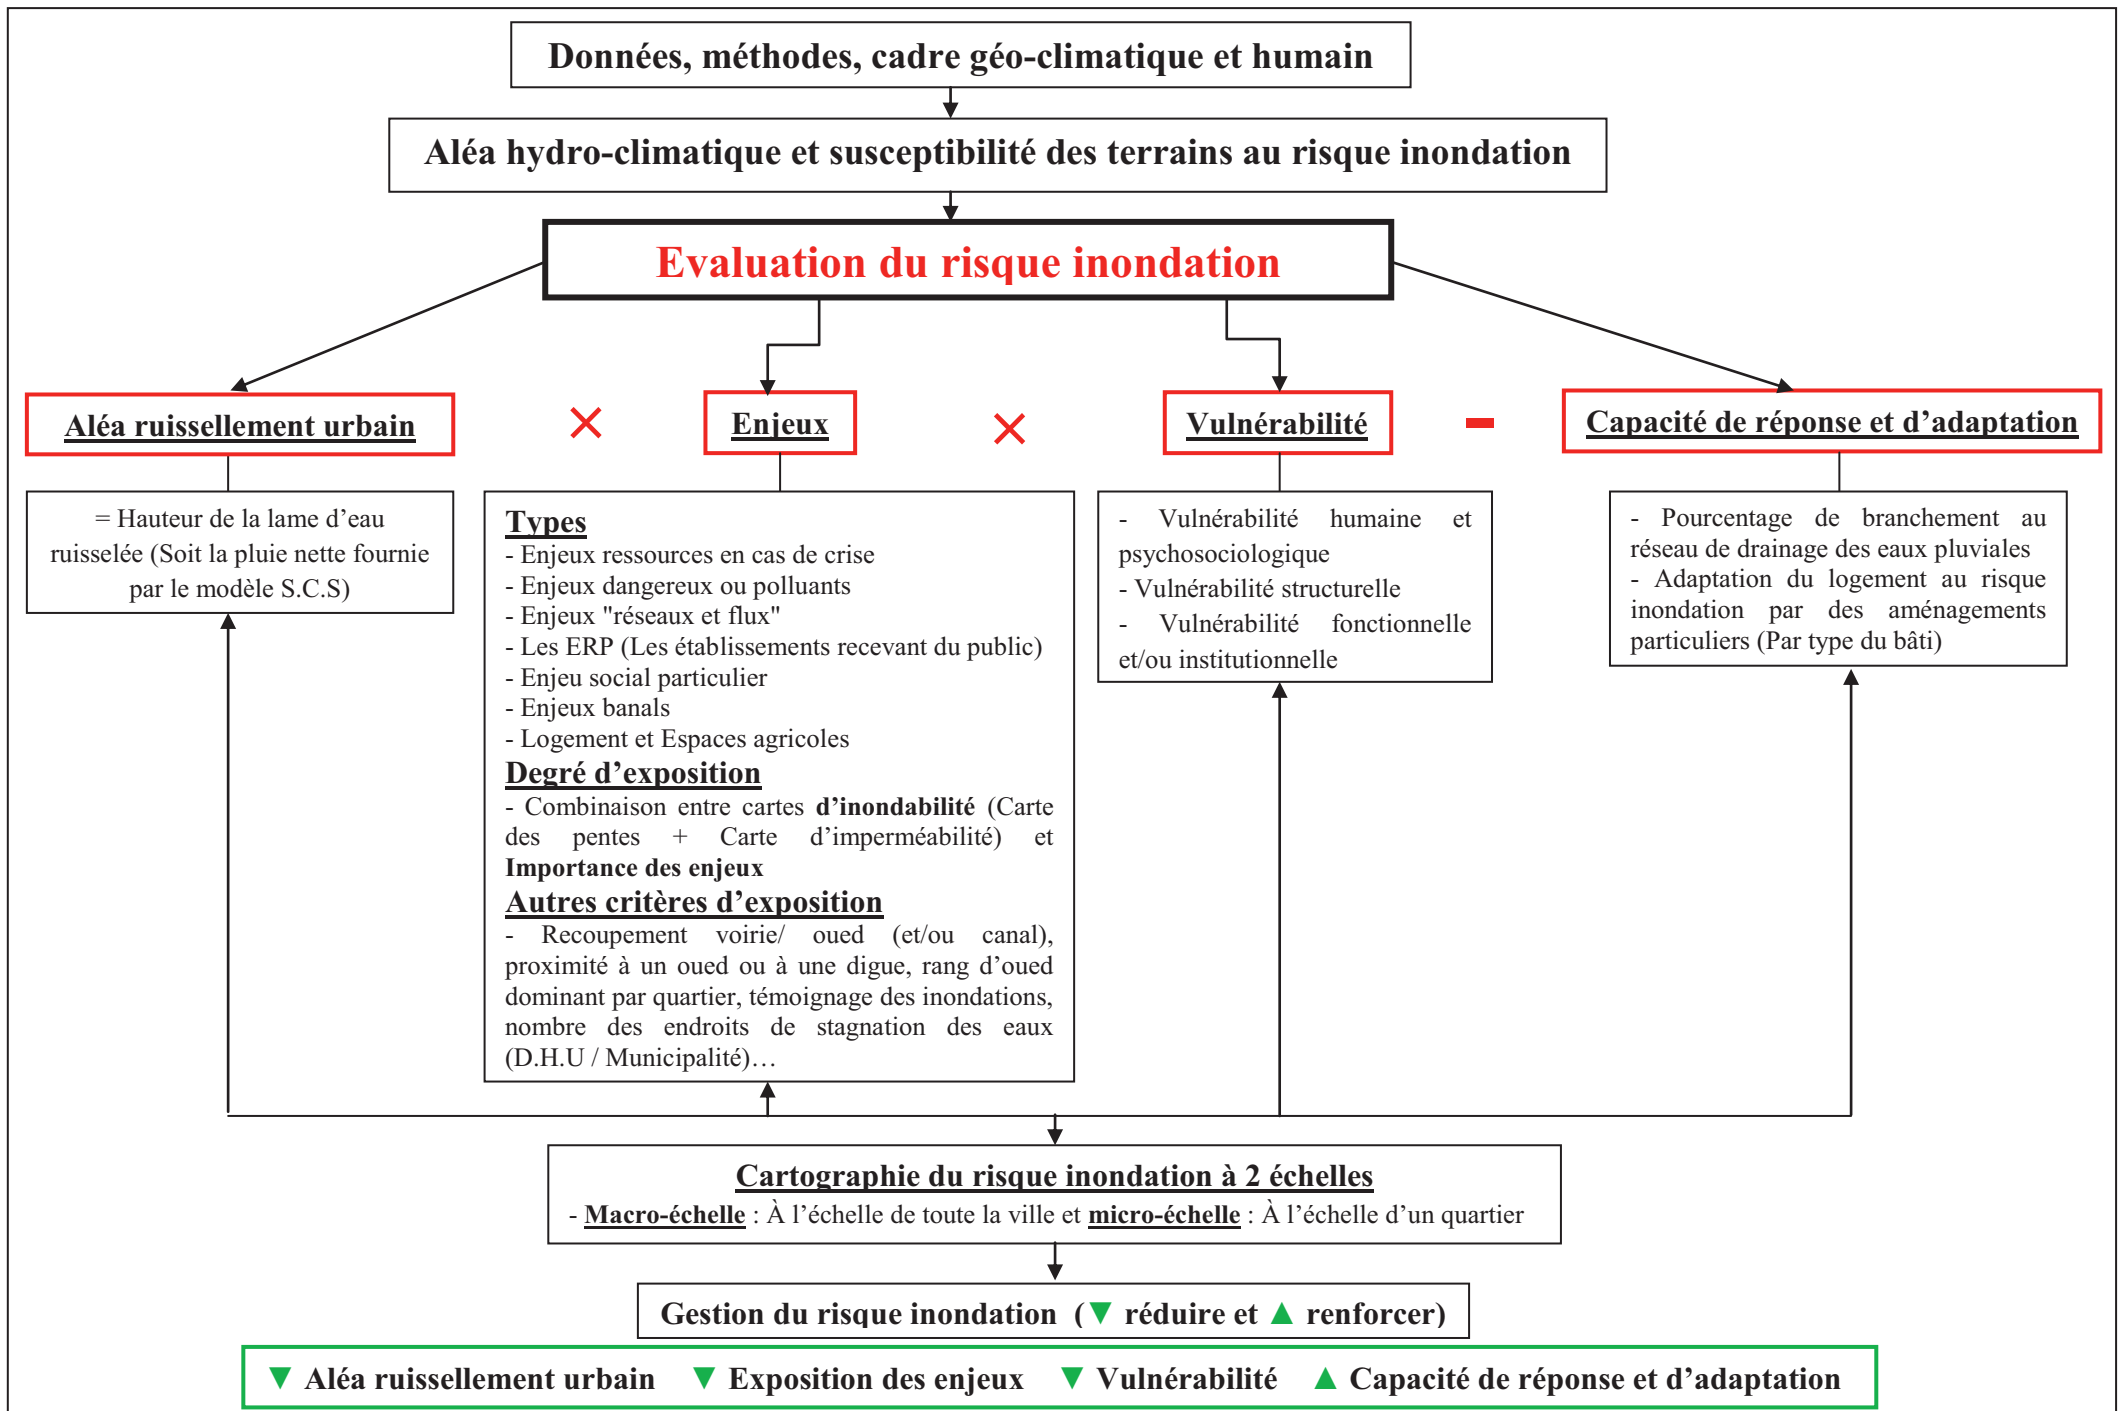 Données, méthodes, cadre géo-climatique et humain
Aléa hydro-climatique et susceptibilité des terrains au risque inondation
Evaluation du risque inondation
Aléa ruissellement urbain
×
Enjeux
×
Vulnérabilité
-
Capacité de réponse et d’adaptation
= Hauteur de la lame d’eau
ruisselée (Soit la pluie nette fournie
par le modèle S.C.S)
Types
- Enjeux ressources en cas de crise
- Enjeux dangereux ou polluants
- Enjeux "réseaux et flux"
- Les ERP (Les établissements recevant du public)
- Enjeu social particulier
- Enjeux banals
- Logement et Espaces agricoles
Degré d’exposition
- Combinaison entre cartes d’inondabilité (Carte
des pentes + Carte d’imperméabilité) et
Importance des enjeux
Autres critères d’exposition
- Recoupement voirie/ oued (et/ou canal),
proximité à un oued ou à une digue, rang d’oued
dominant par quartier, témoignage des inondations,
nombre des endroits de stagnation des eaux
(D.H.U / Municipalité)…
- Vulnérabilité humaine et
psychosociologique
- Vulnérabilité structurelle
- Vulnérabilité fonctionnelle
et/ou institutionnelle
- Pourcentage de branchement au
réseau de drainage des eaux pluviales
- Adaptation du logement au risque
inondation par des aménagements
particuliers (Par type du bâti)
Cartographie du risque inondation à 2 échelles
- Macro-échelle : À l’échelle de toute la ville et micro-échelle : À l’échelle d’un quartier
Gestion du risque inondation (▼ réduire et ▲ renforcer)
▼ Aléa ruissellement urbain ▼ Exposition des enjeux ▼ Vulnérabilité ▲ Capacité de réponse et d’adaptation